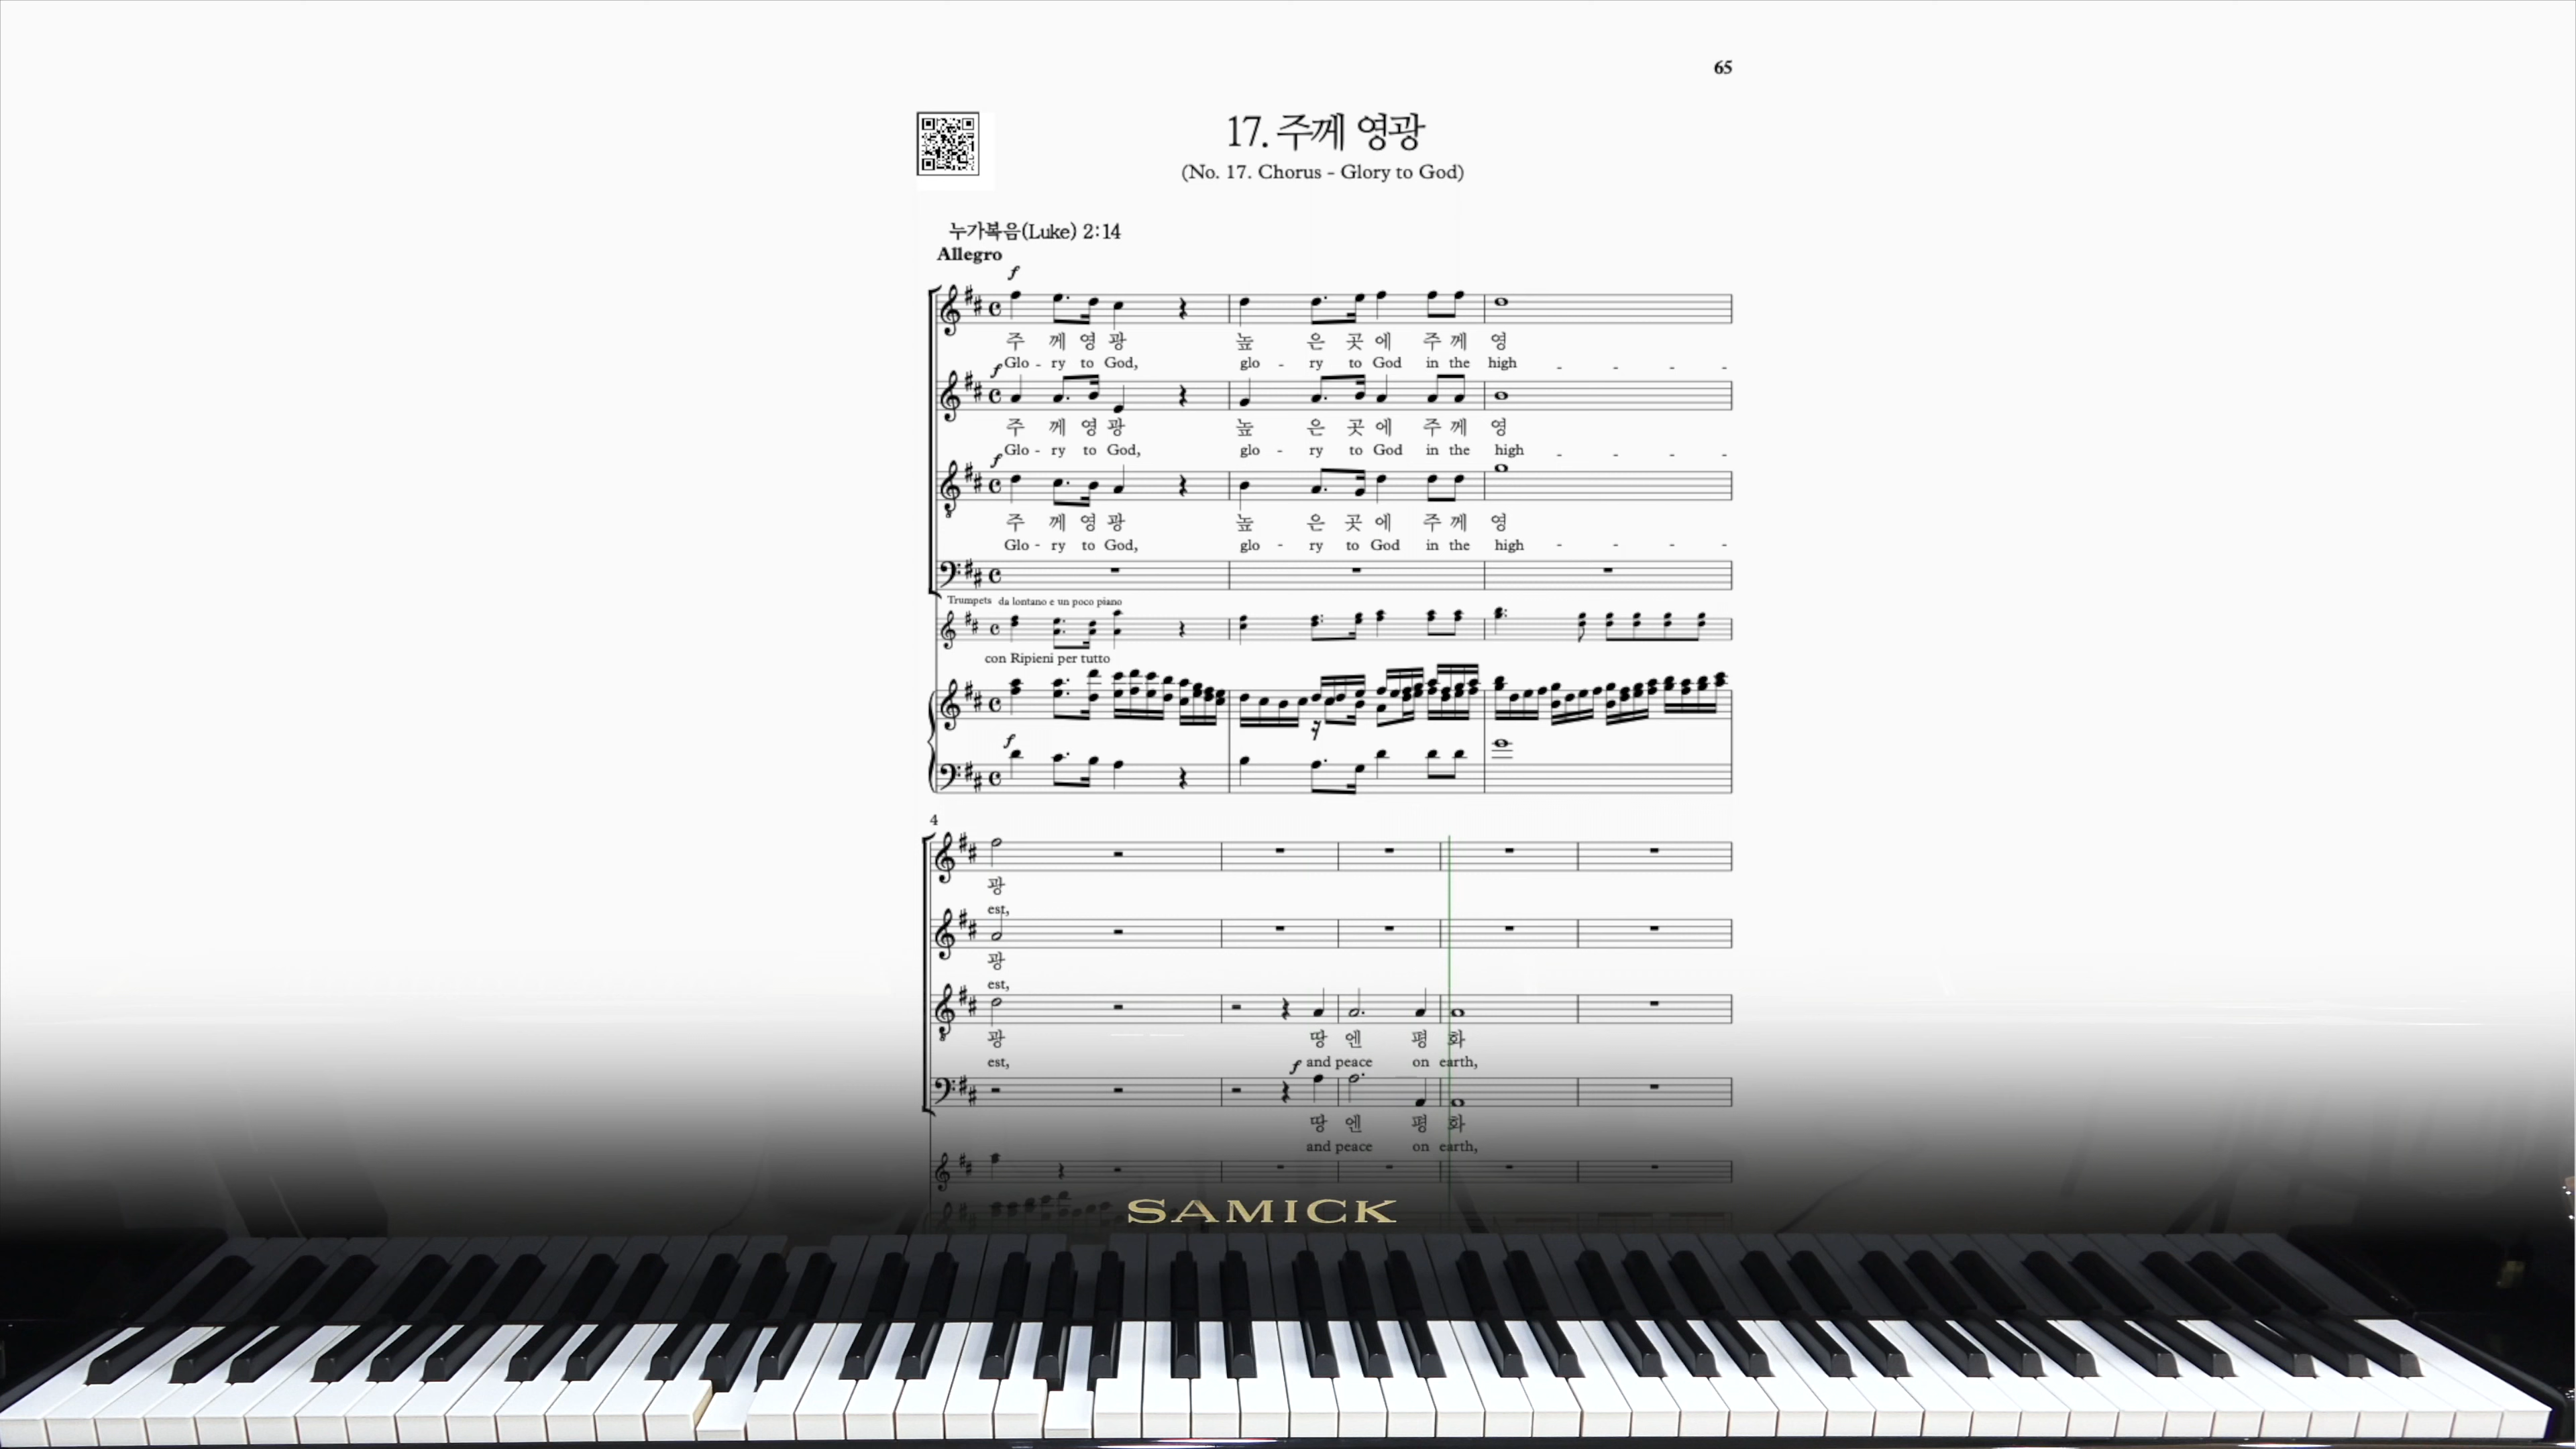 65
17. 주께 영광
(No. 17. Chorus - Glory to God)
누가복음(Luke) 2:14
Allegro
f
주 께 영 광 높 은 곳 에 주 께 영
f Glo - ry to God, glo - ry to God in the high - - - -
주 께 영 광 높 은 곳 에 주 께 영
f Glo - ry to God, glo - ry to God in the high - - - -
주 께 영 광 높 은 곳 에 주 께 영
Glo - ry to God, glo - ry to God in the high - - - -
Trumpets da lontano e un poco piano
con Ripieni per tutto
f
4
광
est,
광
est,
광 땅 엔 평 화
est, f and peace on earth,
땅 엔 평 화
and peace on earth,
SAMICK